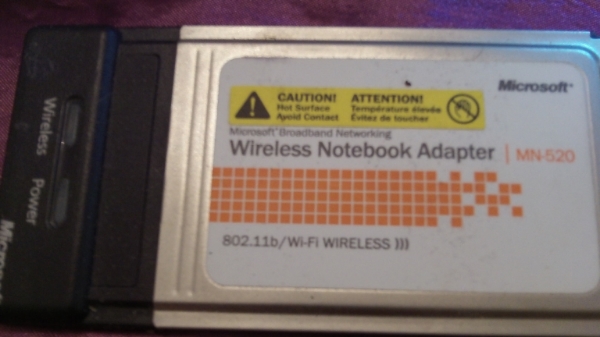 Microsoft®
CAUTION!
Hot Surface
Avoid Contact
ATTENTION!
Température élevée
Évitez de toucher
Microsoft® Broadband Networking
Wireless Notebook Adapter | MN-520
802.11b/Wi-Fi WIRELESS )))
Wireless
Power